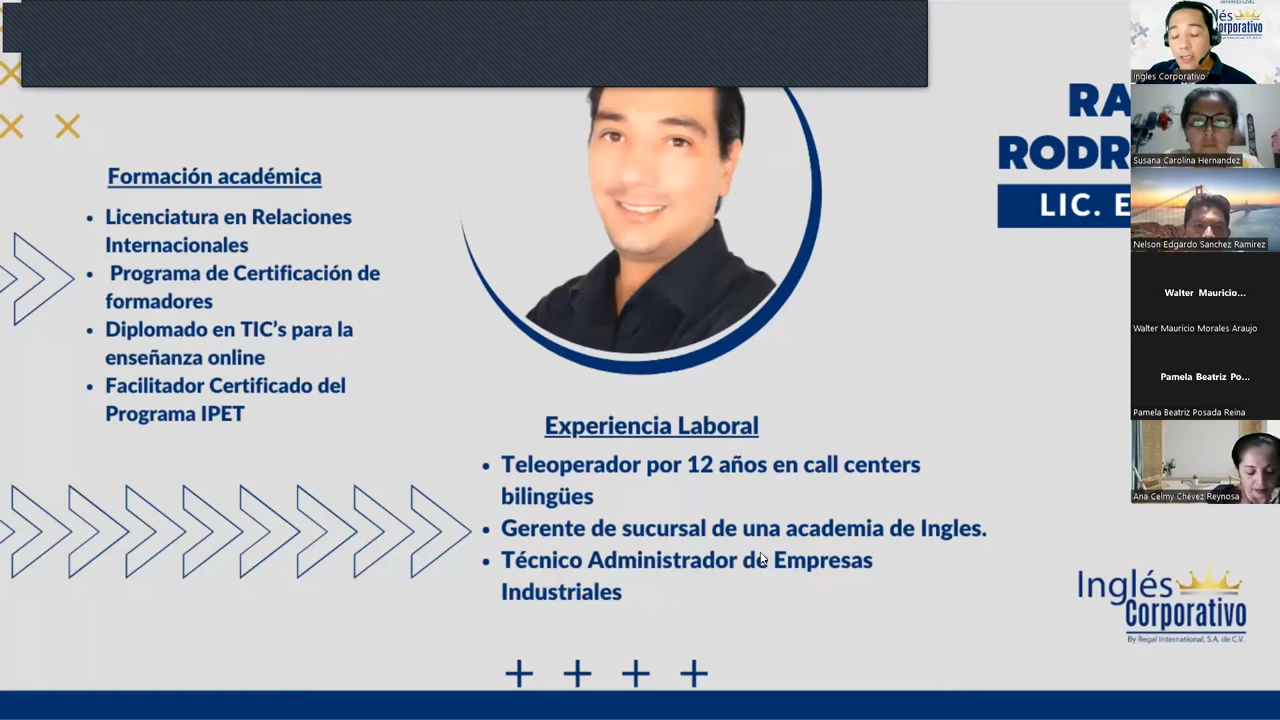 Formación académica
Licenciatura en Relaciones
Internacionales
Programa de Certificación de
formadores
Diplomado en TIC’s para la
enseñanza online
Facilitador Certificado del
Programa IPET
Experiencia Laboral
Teleoperador por 12 años en call centers
bilingües
Gerente de sucursal de una academia de Ingles.
Técnico Administrador de Empresas
Industriales
RA
RODR
LIC. E
Inglés
Corporativo
By Regal International, S.A. de C.V.
Ingles Corporativo
Susana Carolina Hernandez
Nelson Edgardo Sanchez Ramirez
Walter Mauricio...
Walter Mauricio Morales Araujo
Pamela Beatriz Po...
Pamela Beatriz Posada Reina
Ana Celmy Chévez Reynosa